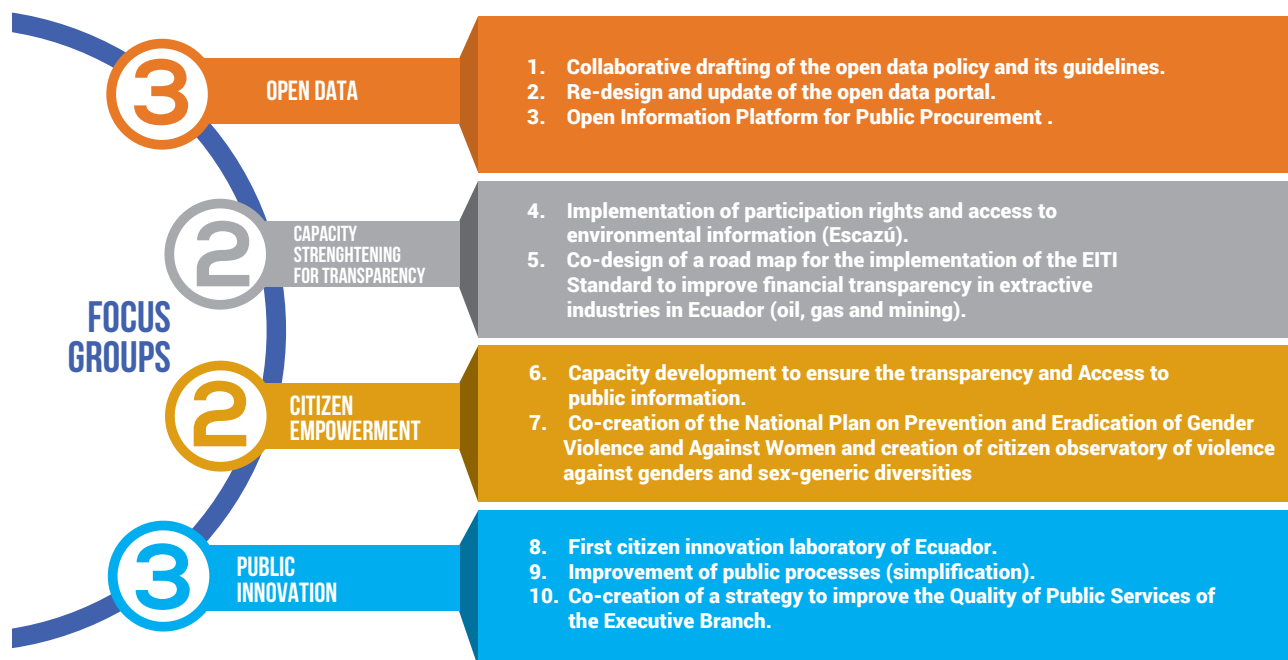 3
OPEN DATA
1. Collaborative drafting of the open data policy and its guidelines.
2. Re-design and update of the open data portal.
3. Open Information Platform for Public Procurement .
FOCUS
GROUPS
2
CAPACITY
STRENGHTENING
FOR TRANSPARENCY
4. Implementation of participation rights and access to
environmental information (Escazú).
5. Co-design of a road map for the implementation of the EITI
Standard to improve financial transparency in extractive
industries in Ecuador (oil, gas and mining).
2
CITIZEN
EMPOWERMENT
6. Capacity development to ensure the transparency and Access to
public information.
7. Co-creation of the National Plan on Prevention and Eradication of Gender
Violence and Against Women and creation of citizen observatory of violence
against genders and sex-generic diversities
3
PUBLIC
INNOVATION
8. First citizen innovation laboratory of Ecuador.
9. Improvement of public processes (simplification).
10. Co-creation of a strategy to improve the Quality of Public Services of
the Executive Branch.